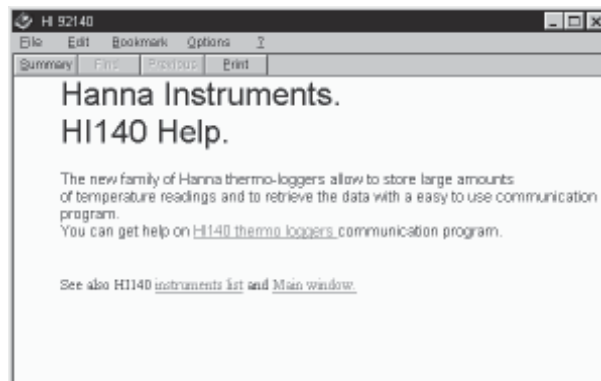 HI 92140
File Edit Bookmark Options ?
Summary Find Previous Print
Hanna Instruments.
HI140 Help.
The new family of Hanna thermo-loggers allow to store large amounts
of temperature readings and to retrieve the data with a easy to use communication
program.
You can get help on HI140 thermo loggers communication program.
See also HI140 instruments list and Main window.